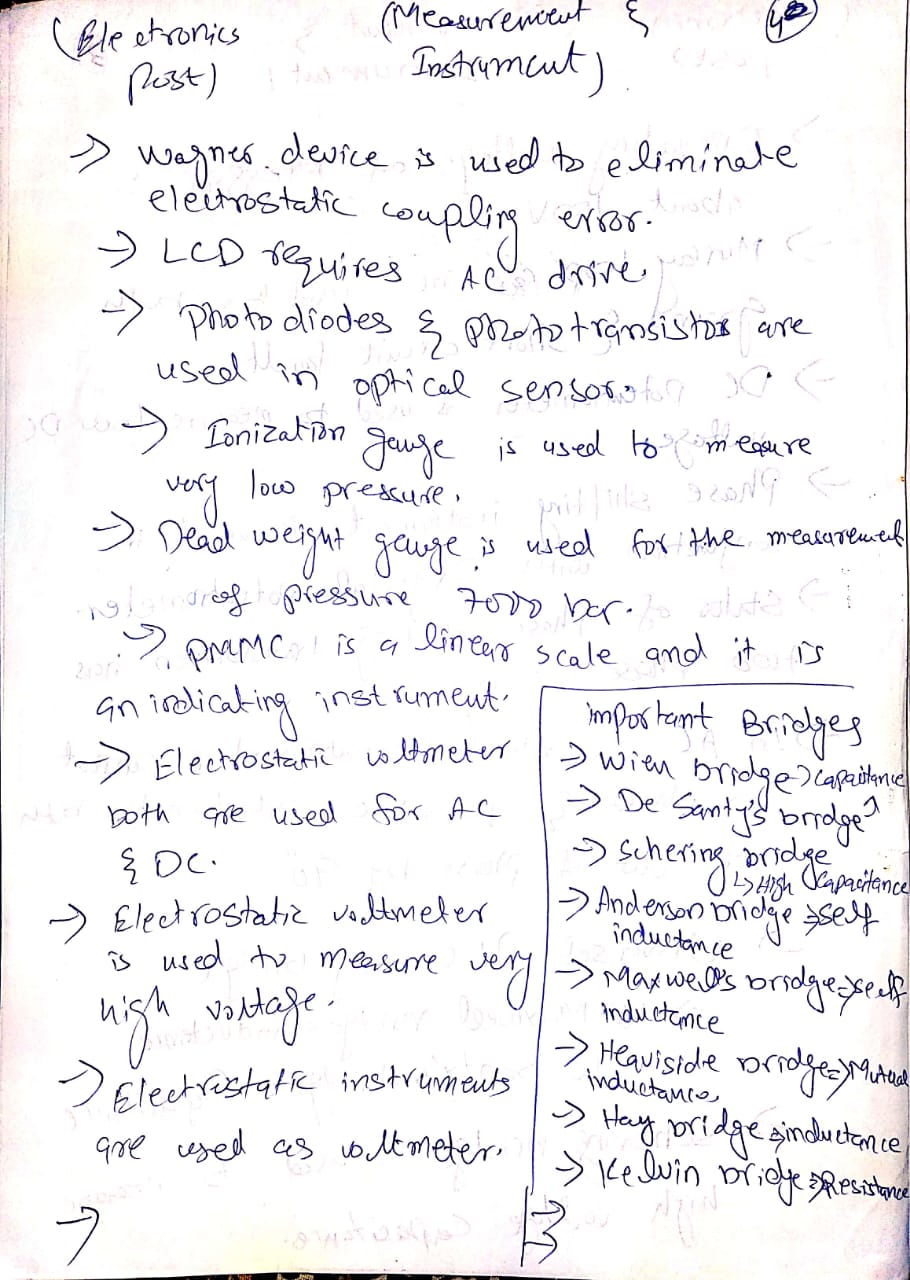 (Electronics
Post)
(Measurement &
Instrument)
→ Wagner device is used to eliminate
electrostatic coupling error.
→ LCD requires AC drive.
→ Photodiodes & phototransistor are
used in optical sensor.
→ Ionization gauge is used to measure
very low pressure.
→ Dead weight gauge is used for the measurement
of pressure 7000 bar.
→ PMMC is a linear scale and it is
an indicating instrument.
→ Electrostatic voltmeter
both are used for AC
& DC.
→ Electrostatic voltmeter
is used to measure very
high voltage.
→ Electrostatic instruments
are used as voltmeter.
→
important Bridges
→ Wien bridge → capacitance
→ De Santy's bridge
→ Schering bridge
↳ High capacitance
→ Anderson bridge ⇒ self
inductance
→ Maxwell's bridge ⇒ self
inductance
→ Heaviside bridge ⇒ Mutual
inductance,
→ Hay bridge ⇒ inductance
→ Kelvin bridge ⇒ Resistance